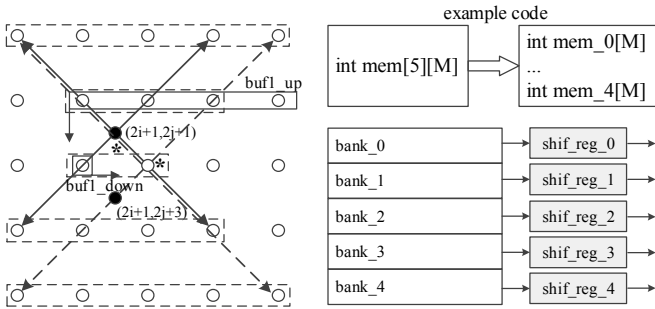 example code
int mem[5][M]
int mem_0[M]
...
int mem_4[M]
buf1_up
(2i+1,2j+1)
*
*
buf1_down
(2i+1,2j+3)
bank_0
shif_reg_0
bank_1
shif_reg_1
bank_2
shif_reg_2
bank_3
shif_reg_3
bank_4
shif_reg_4